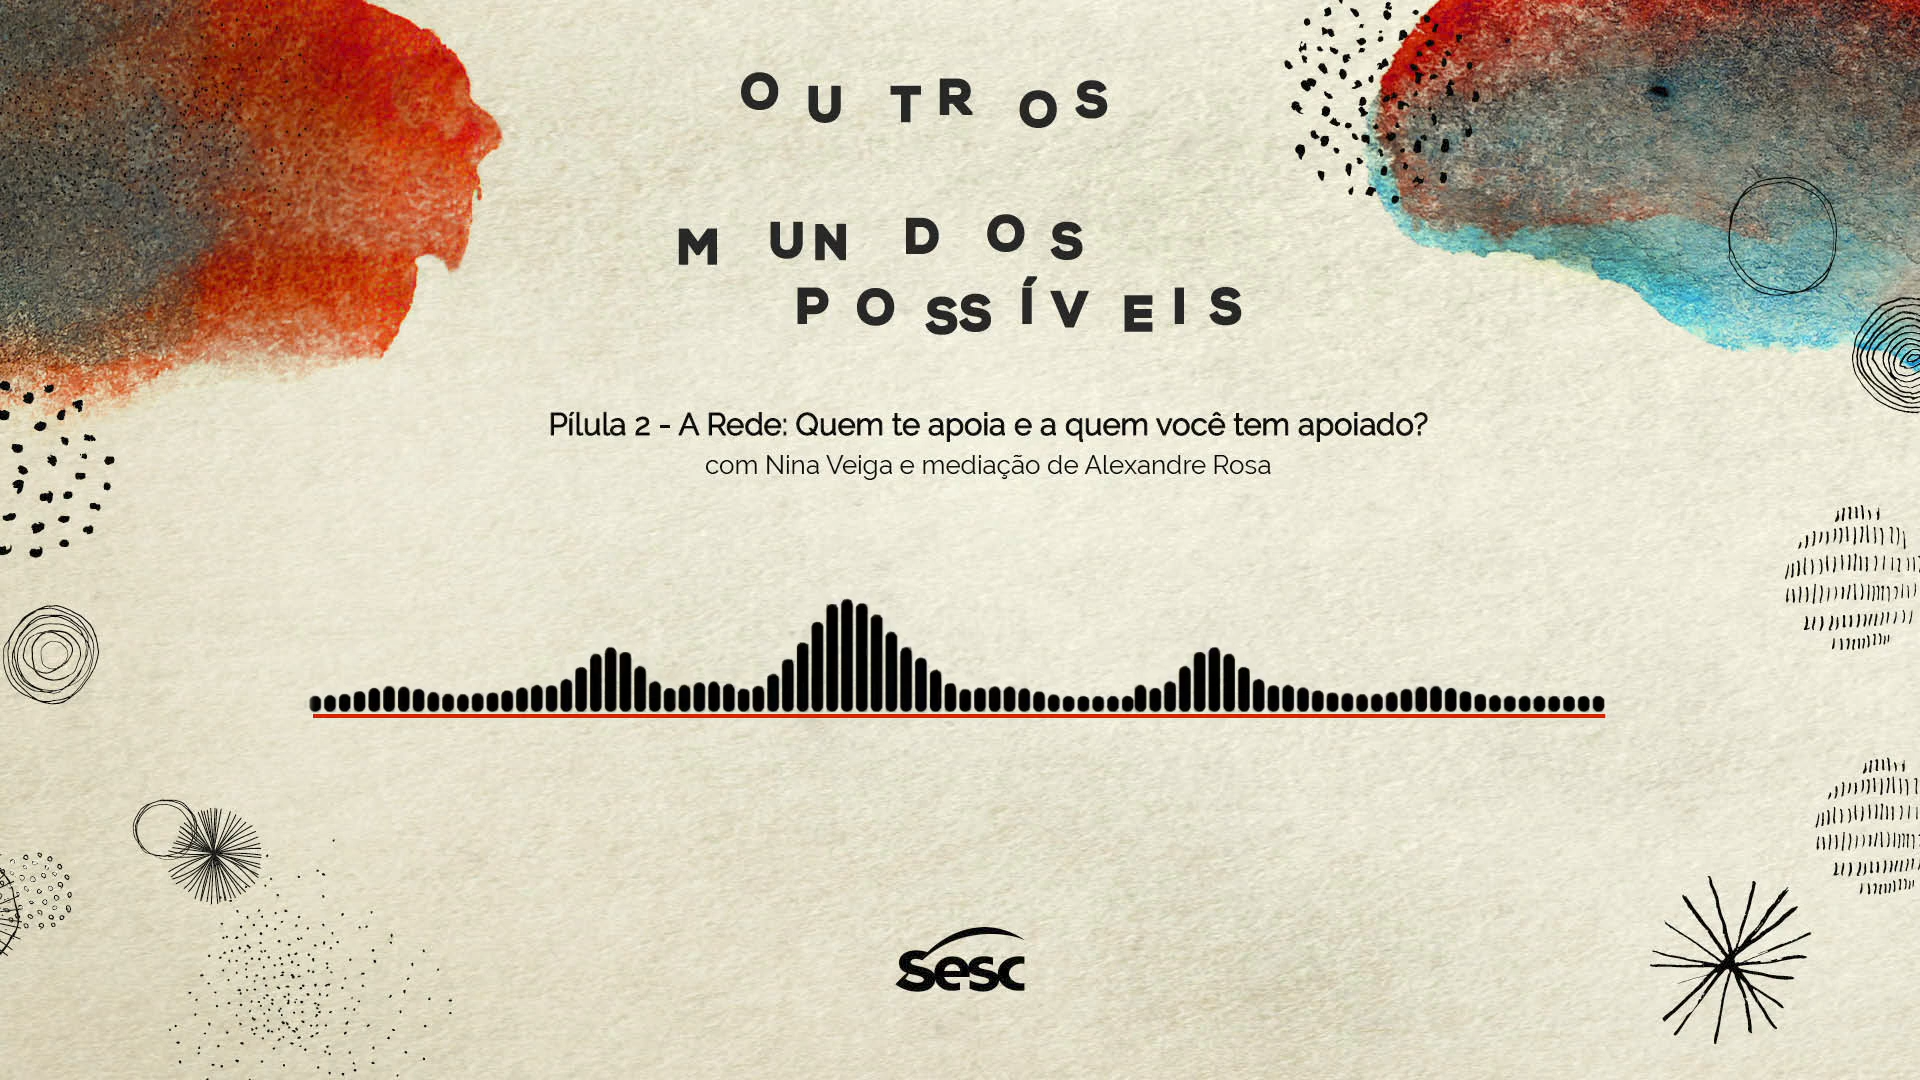 OUTROS
MUNDOS
POSSÍVEIS
Pílula 2 - A Rede: Quem te apoia e a quem você tem apoiado?
com Nina Veiga e mediação de Alexandre Rosa
Sesc